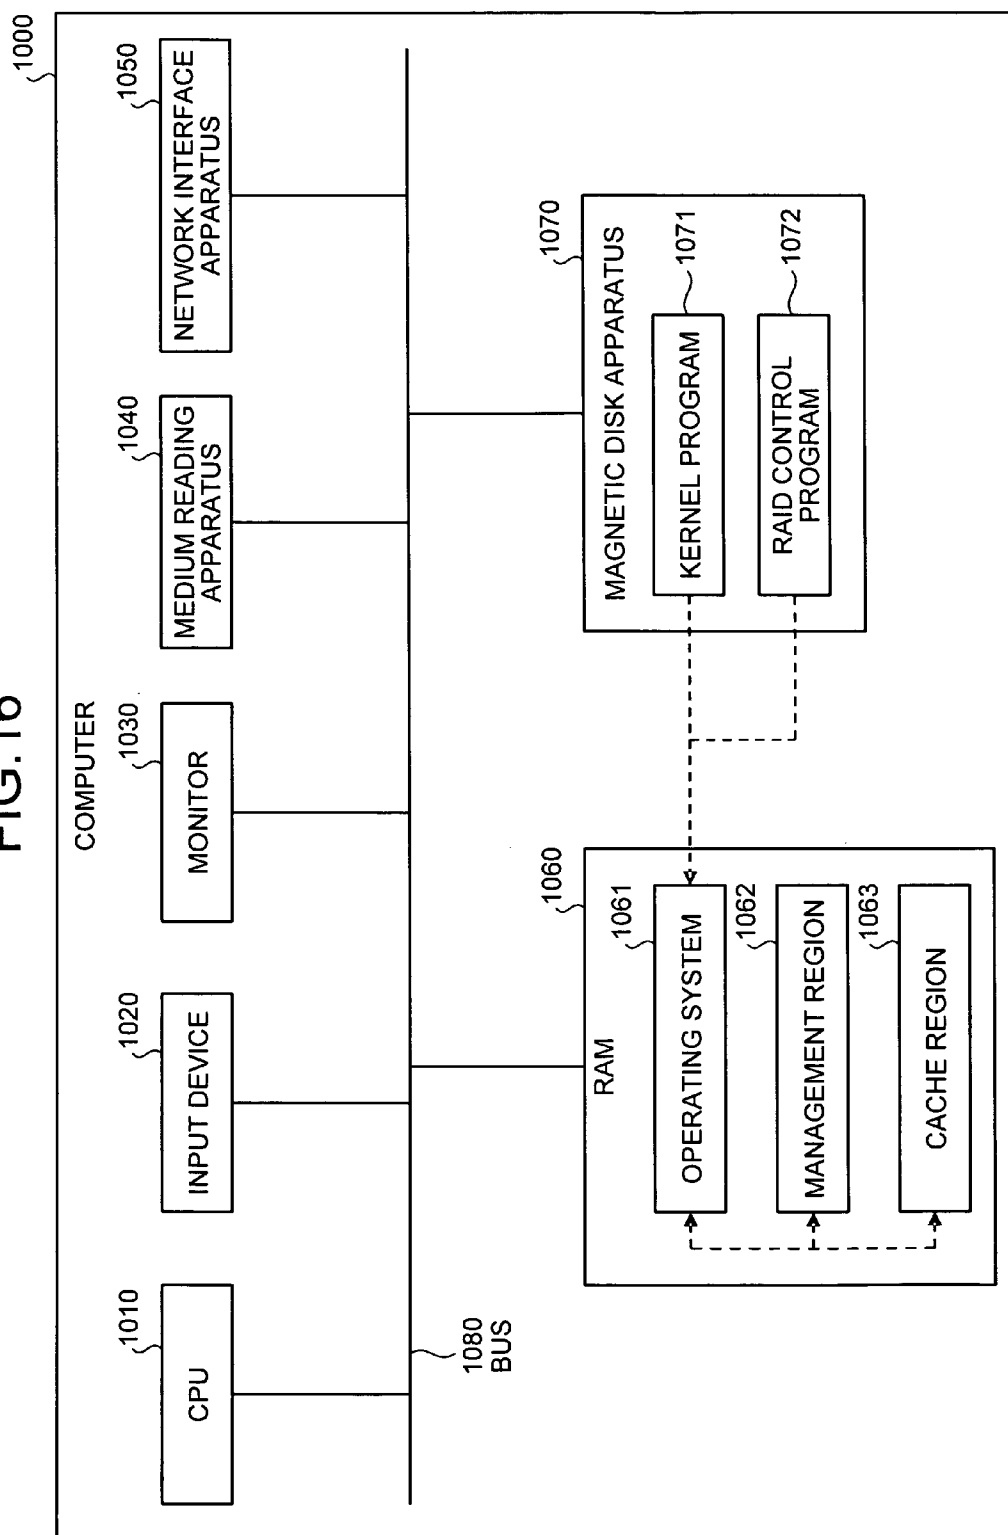 FIG.16
1000
COMPUTER
1010
CPU
1020
INPUT DEVICE
1030
MONITOR
1040
MEDIUM READING
APPARATUS
1050
NETWORK INTERFACE
APPARATUS
1080
BUS
1060
RAM
1061
OPERATING SYSTEM
1062
MANAGEMENT REGION
1063
CACHE REGION
1070
MAGNETIC DISK APPARATUS
1071
KERNEL PROGRAM
1072
RAID CONTROL
PROGRAM